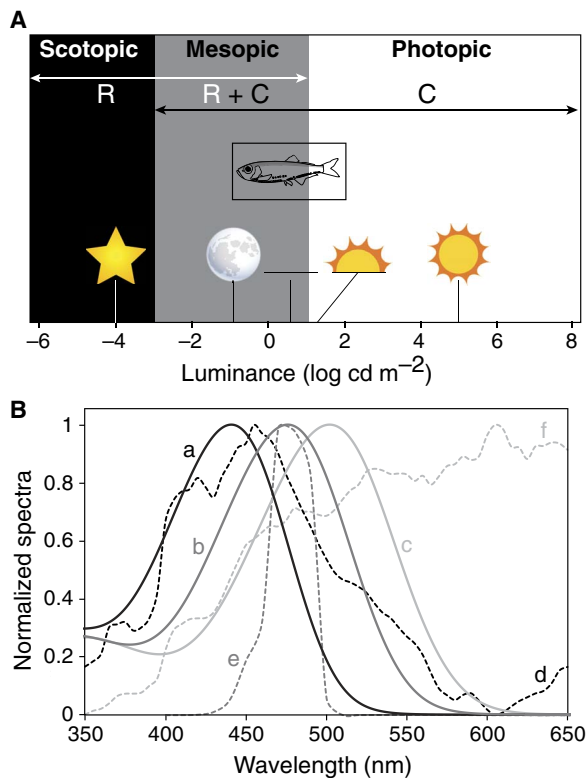 A
Scotopic Mesopic Photopic
R R + C C
–6 –4 –2 0 2 4 6 8
Luminance (log cd m–2)
B
1 a f
0.8
0.6 b c
Normalized spectra
0.4
0.2 e d
0
350 400 450 500 550 600 650
Wavelength (nm)